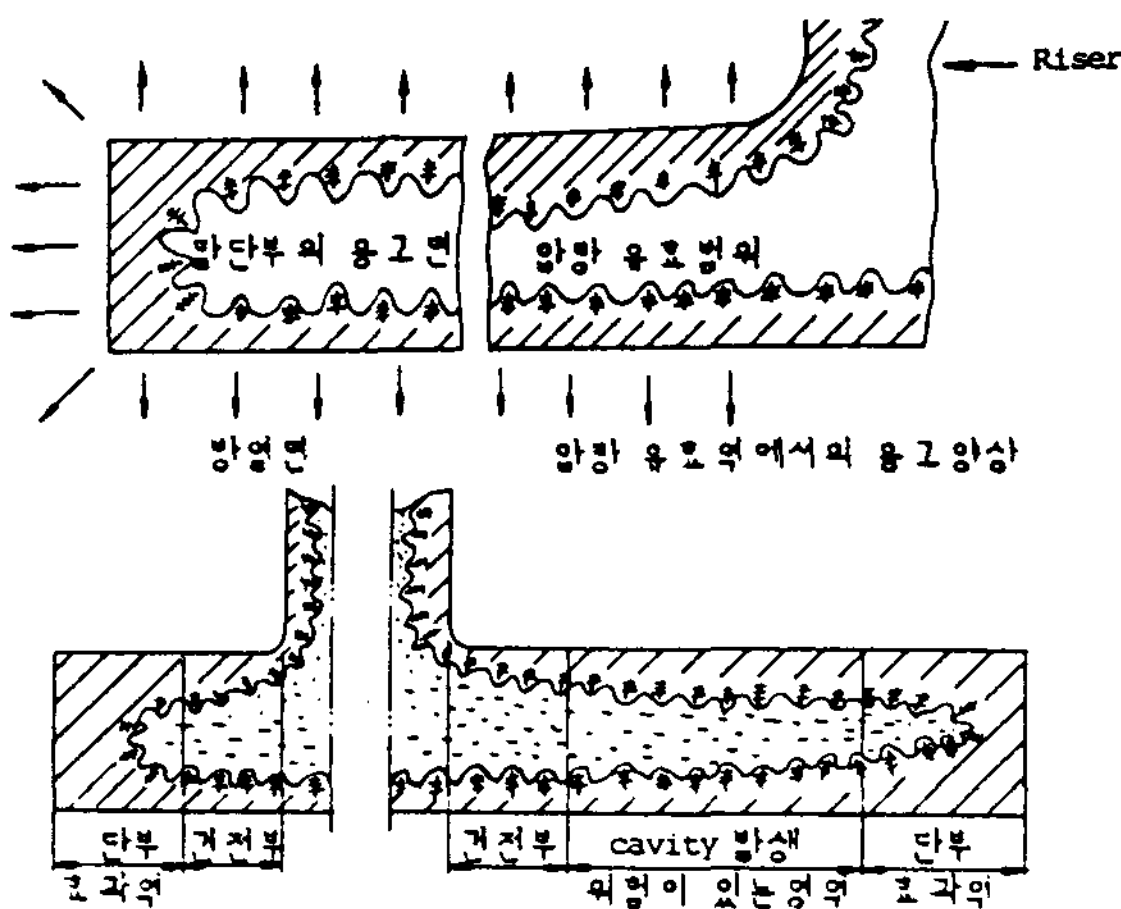 Riser
말단부의 응고면
압탕 유효범위
방열면
압탕 유효역에서의 응고양상
단부 건전부 건전부 cavity 발생 단부
효과역 위험이 있는영역 효과역